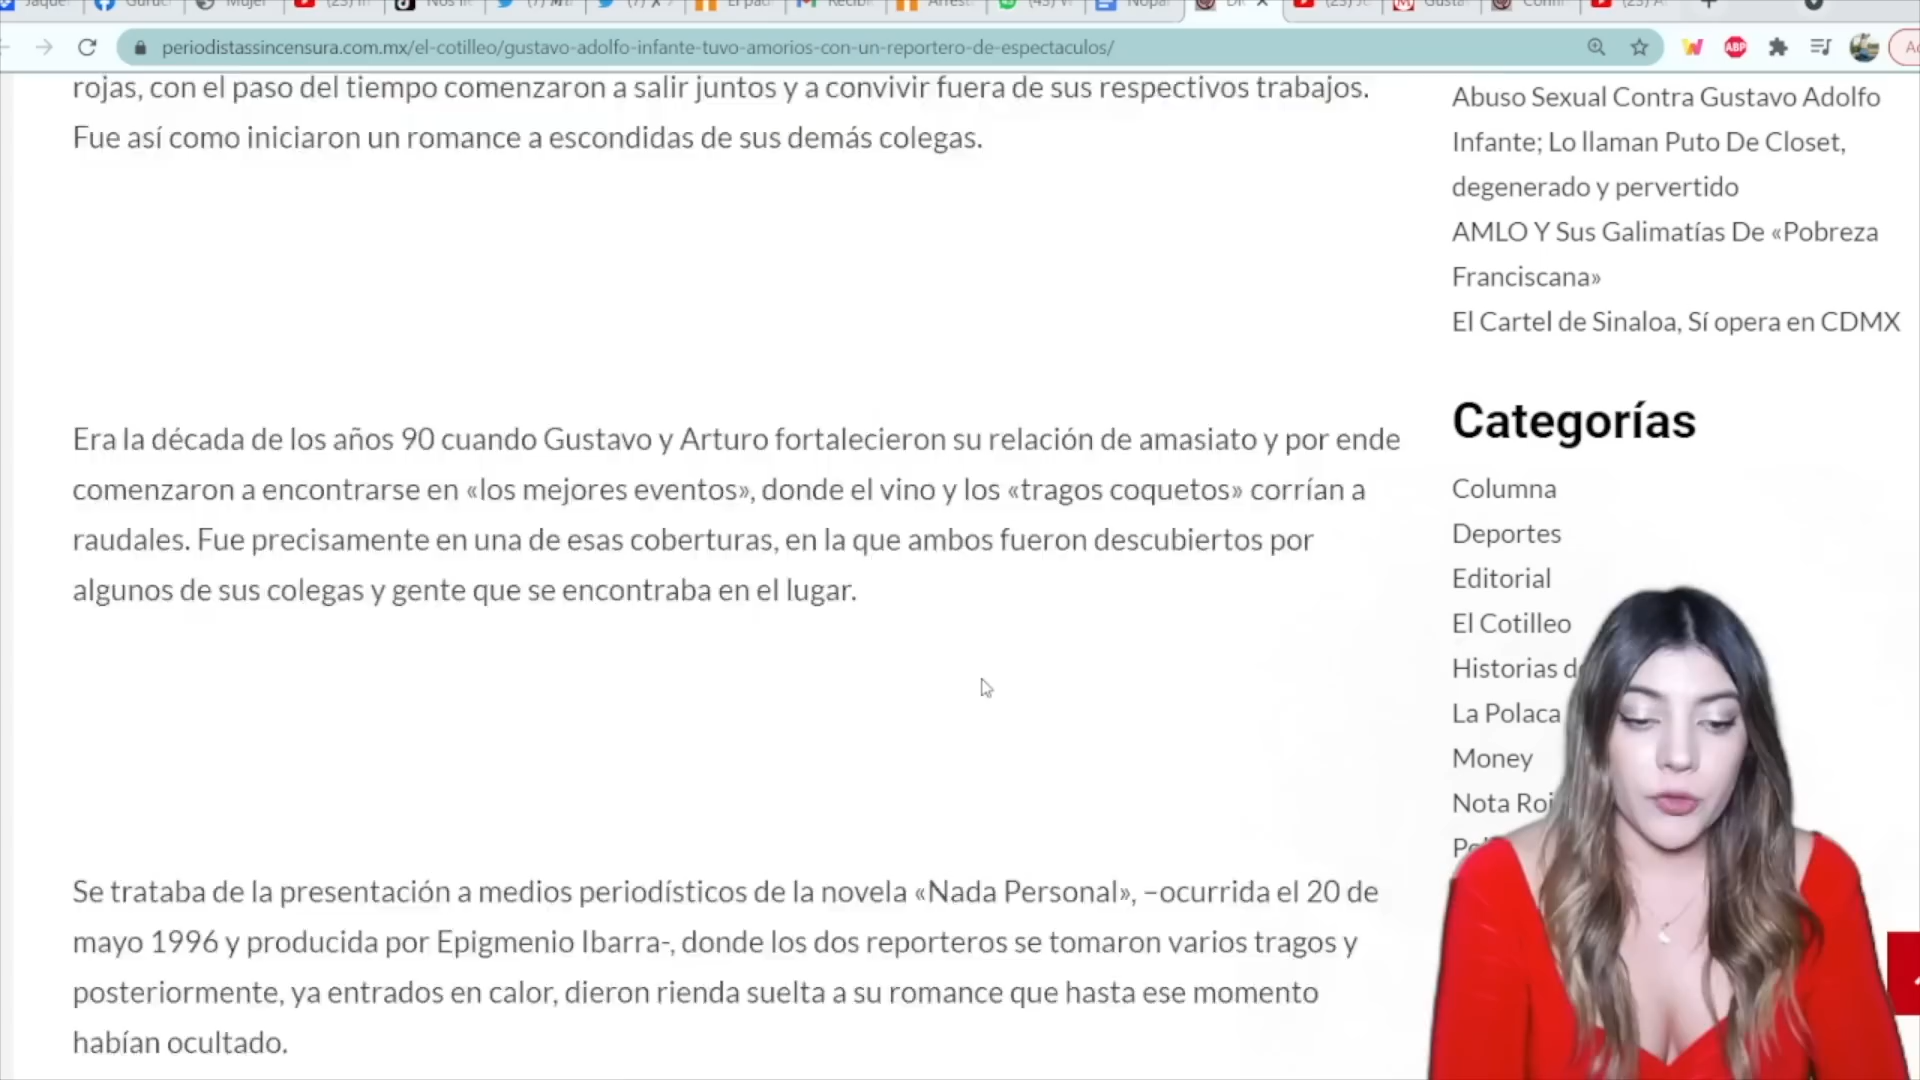 periodistassincensura.com.mx/el-cotilleo/gustavo-adolfo-infante-tuvo-amorios-con-un-reportero-de-espectaculos/
ABP
rojas, con el paso del tiempo comenzaron a salir juntos y a convivir fuera de sus respectivos trabajos.
Fue así como iniciaron un romance a escondidas de sus demás colegas.
Era la década de los años 90 cuando Gustavo y Arturo fortalecieron su relación de amasiato y por ende
comenzaron a encontrarse en «los mejores eventos», donde el vino y los «tragos coquetos» corrían a
raudales. Fue precisamente en una de esas coberturas, en la que ambos fueron descubiertos por
algunos de sus colegas y gente que se encontraba en el lugar.
Se trataba de la presentación a medios periodísticos de la novela «Nada Personal», –ocurrida el 20 de
mayo 1996 y producida por Epigmenio Ibarra-, donde los dos reporteros se tomaron varios tragos y
posteriormente, ya entrados en calor, dieron rienda suelta a su romance que hasta ese momento
habían ocultado.
Abuso Sexual Contra Gustavo Adolfo
Infante; Lo llaman Puto De Closet,
degenerado y pervertido
AMLO Y Sus Galimatías De «Pobreza
Franciscana»
El Cartel de Sinaloa, Sí opera en CDMX
Categorías
Columna
Deportes
Editorial
El Cotilleo
Historias
La Polaca
Money
Nota